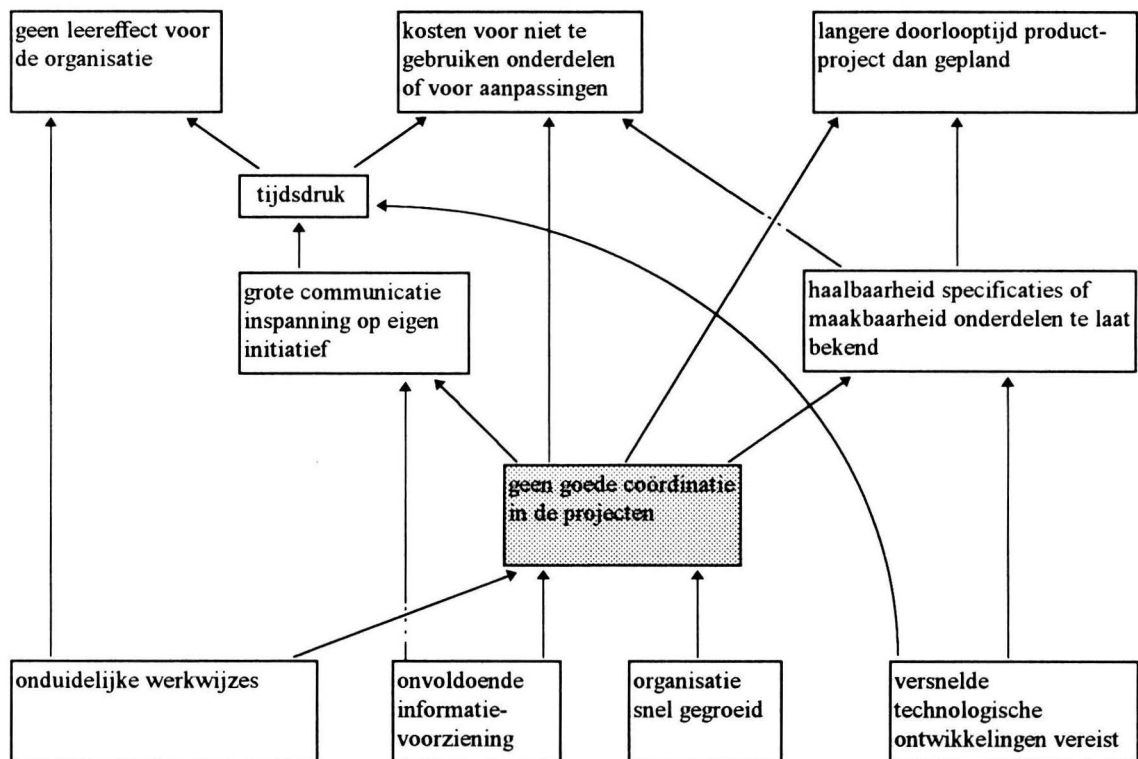 geen leereffect voor
de organisatie
kosten voor niet te
gebruiken onderdelen
of voor aanpassingen
langere doorlooptijd product-
project dan gepland
tijdsdruk
grote communicatie
inspanning op eigen
initiatief
haalbaarheid specificaties of
maakbaarheid onderdelen te laat
bekend
geen goede coördinatie
in de projecten
onduidelijke werkwijzes
onvoldoende
informatie-
voorziening
organisatie
snel gegroeid
versnelde
technologische
ontwikkelingen vereist